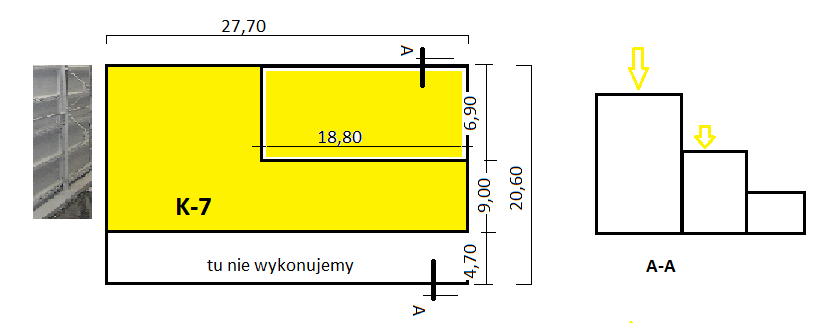 27,70
A
6,90
18,80
9,00
20,60
K-7
4,70
tu nie wykonujemy
A
A-A